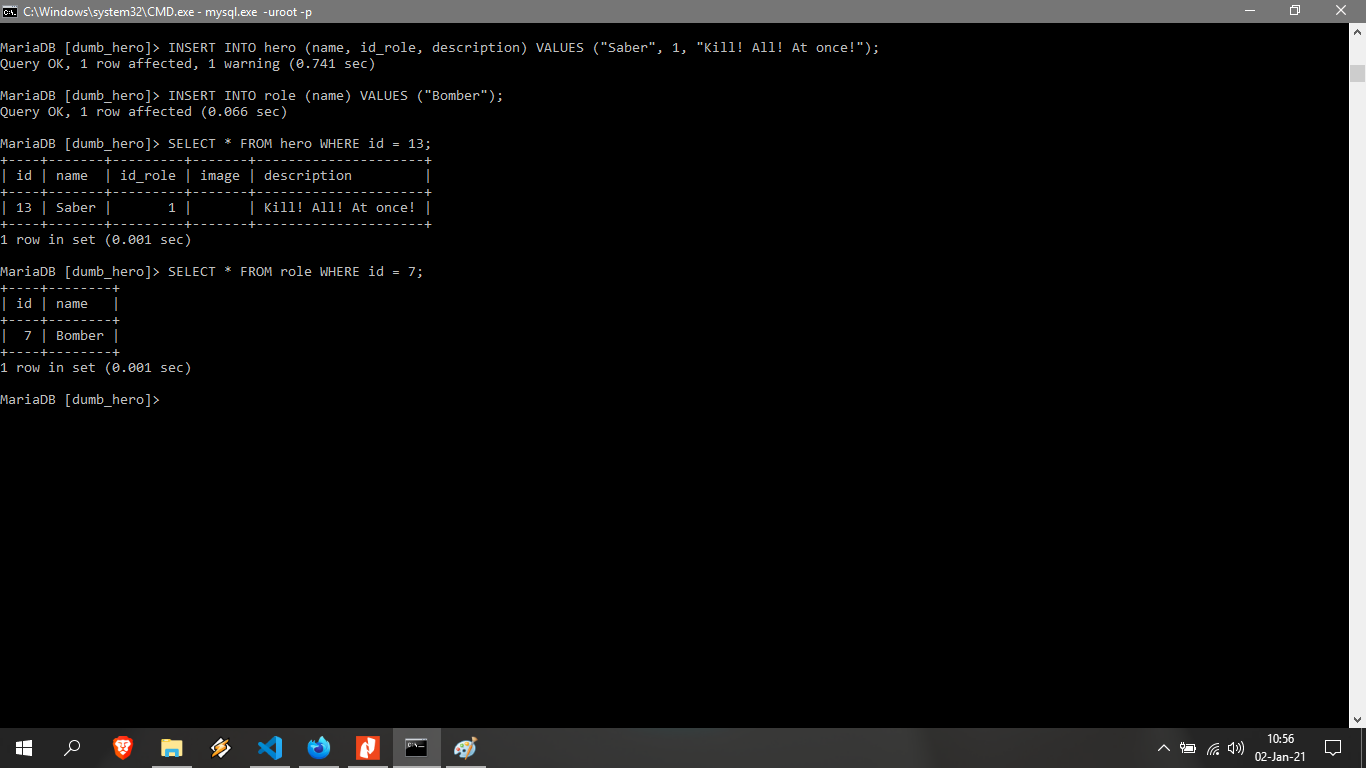 C:\Windows\system32\CMD.exe - mysql.exe -uroot -p
MariaDB [dumb_hero]> INSERT INTO hero (name, id_role, description) VALUES ("Saber", 1, "Kill! All! At once!");
Query OK, 1 row affected, 1 warning (0.741 sec)
MariaDB [dumb_hero]> INSERT INTO role (name) VALUES ("Bomber");
Query OK, 1 row affected (0.066 sec)
MariaDB [dumb_hero]> SELECT * FROM hero WHERE id = 13;
+----+-------+---------+-------+---------------------+
| id | name  | id_role | image | description         |
+----+-------+---------+-------+---------------------+
| 13 | Saber |       1 |       | Kill! All! At once! |
+----+-------+---------+-------+---------------------+
1 row in set (0.001 sec)
MariaDB [dumb_hero]> SELECT * FROM role WHERE id = 7;
+----+--------+
| id | name   |
+----+--------+
|  7 | Bomber |
+----+--------+
1 row in set (0.001 sec)
MariaDB [dumb_hero]>
10:56
02-Jan-21